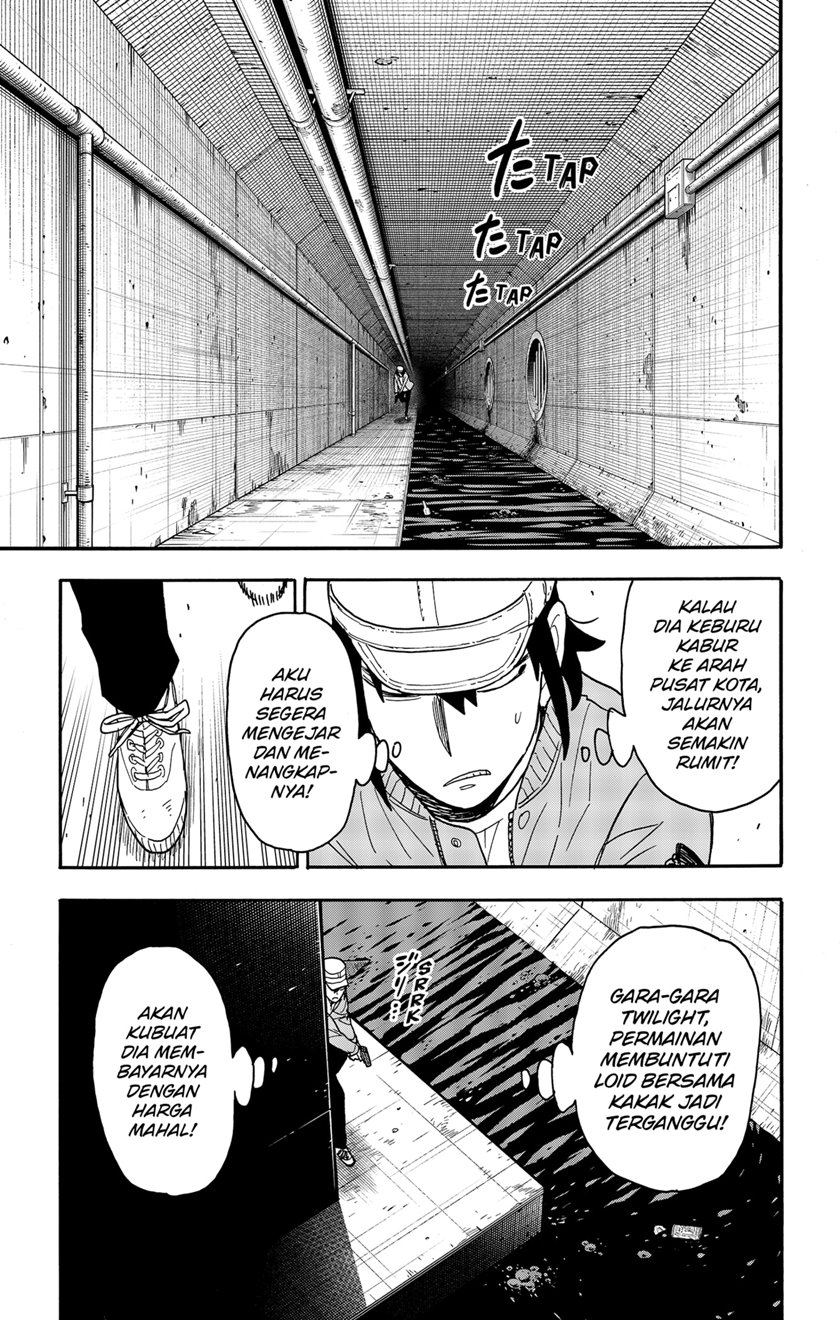 た TAP
た TAP
た TAP
KALAU
DIA KEBURU
KABUR
KE ARAH
PUSAT KOTA,
JALURNYA
AKAN
SEMAKIN
RUMIT!
AKU
HARUS
SEGERA
MENGEJAR
DAN ME-
NANGKAP-
NYA!
GARA-GARA
TWILIGHT,
PERMAINAN
MEMBUNTUTI
LOID BERSAMA
KAKAK JADI
TERGANGGU!
ジリ…
SRRK
AKAN
KUBUAT
DIA MEM-
BAYARNYA
DENGAN
HARGA
MAHAL!